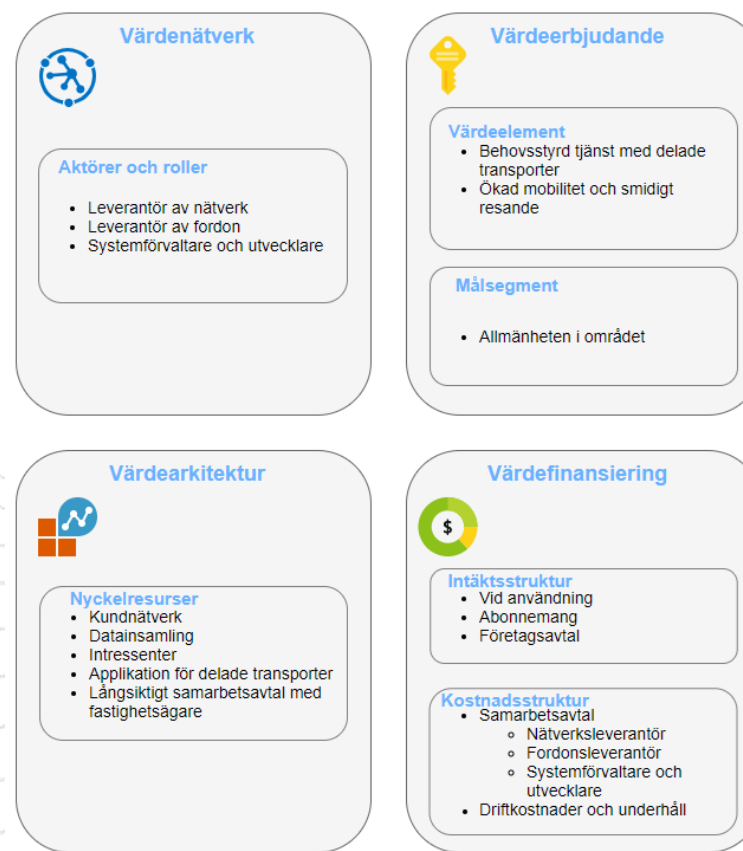 Värdenätverk
Aktörer och roller
Leverantör av nätverk
Leverantör av fordon
Systemförvaltare och utvecklare
Värdeerbjudande
Värdeelement
Behovsstyrd tjänst med delade
transporter
Ökad mobilitet och smidigt
resande
Målsegment
Allmänheten i området
Värdearkitektur
Nyckelresurser
Kundnätverk
Datainsamling
Intressenter
Applikation för delade transporter
Långsiktigt samarbetsavtal med
fastighetsägare
Värdefinansiering
$
Intäktsstruktur
Vid användning
Abonnemang
Företagsavtal
Kostnadsstruktur
Samarbetsavtal
Nätverksleverantör
Fordonsleverantör
Systemförvaltare och
utvecklare
Driftkostnader och underhåll